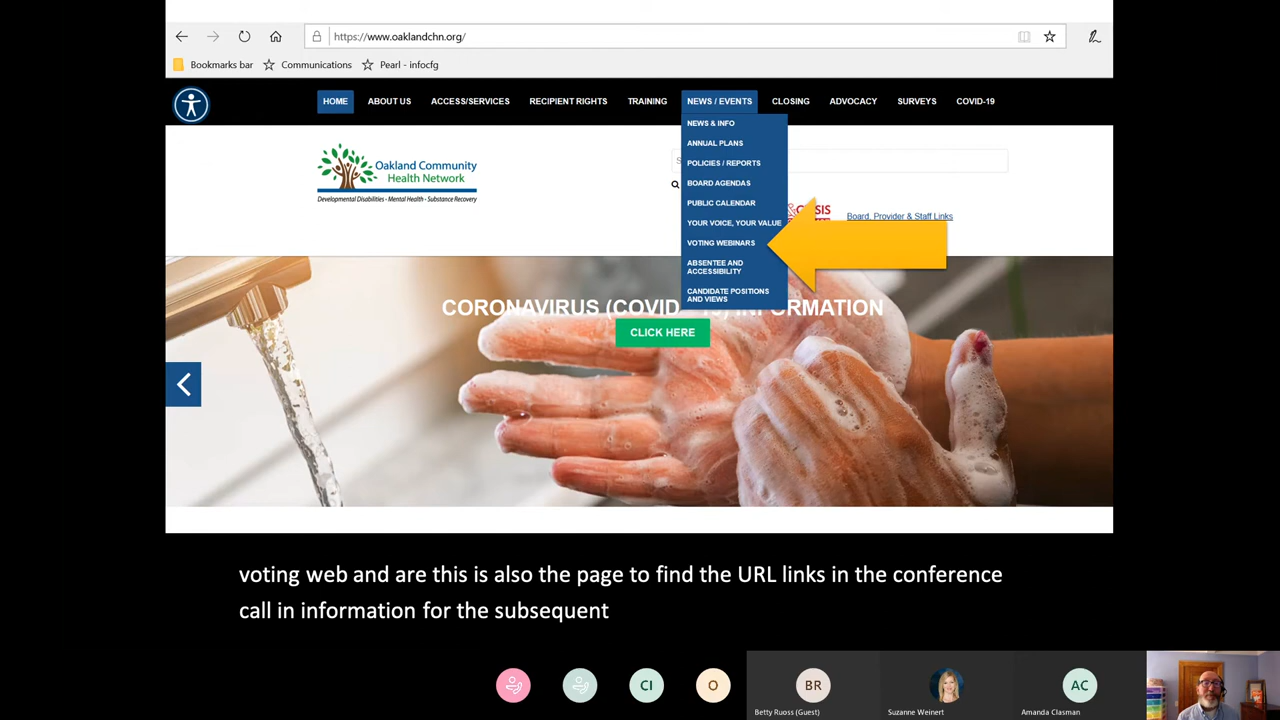 https://www.oaklandchn.org/
Bookmarks bar Communications Pearl - infocfg
HOME ABOUT US ACCESS/SERVICES RECIPIENT RIGHTS TRAINING NEWS / EVENTS CLOSING ADVOCACY SURVEYS COVID-19
NEWS & INFO
ANNUAL PLANS
POLICIES / REPORTS
BOARD AGENDAS
PUBLIC CALENDAR
YOUR VOICE, YOUR VALUE
VOTING WEBINARS
ABSENTEE AND
ACCESSIBILITY
CANDIDATE POSITIONS
AND VIEWS
Oakland Community
Health Network
Developmental Disabilities - Mental Health - Substance Recovery
Board, Provider & Staff Links
CORONAVIRUS (COVID 19) INFORMATION
CLICK HERE
voting web and are this is also the page to find the URL links in the conference
call in information for the subsequent
CI O BR AC
Betty Ruoss (Guest) Suzanne Weinert Amanda Clasman